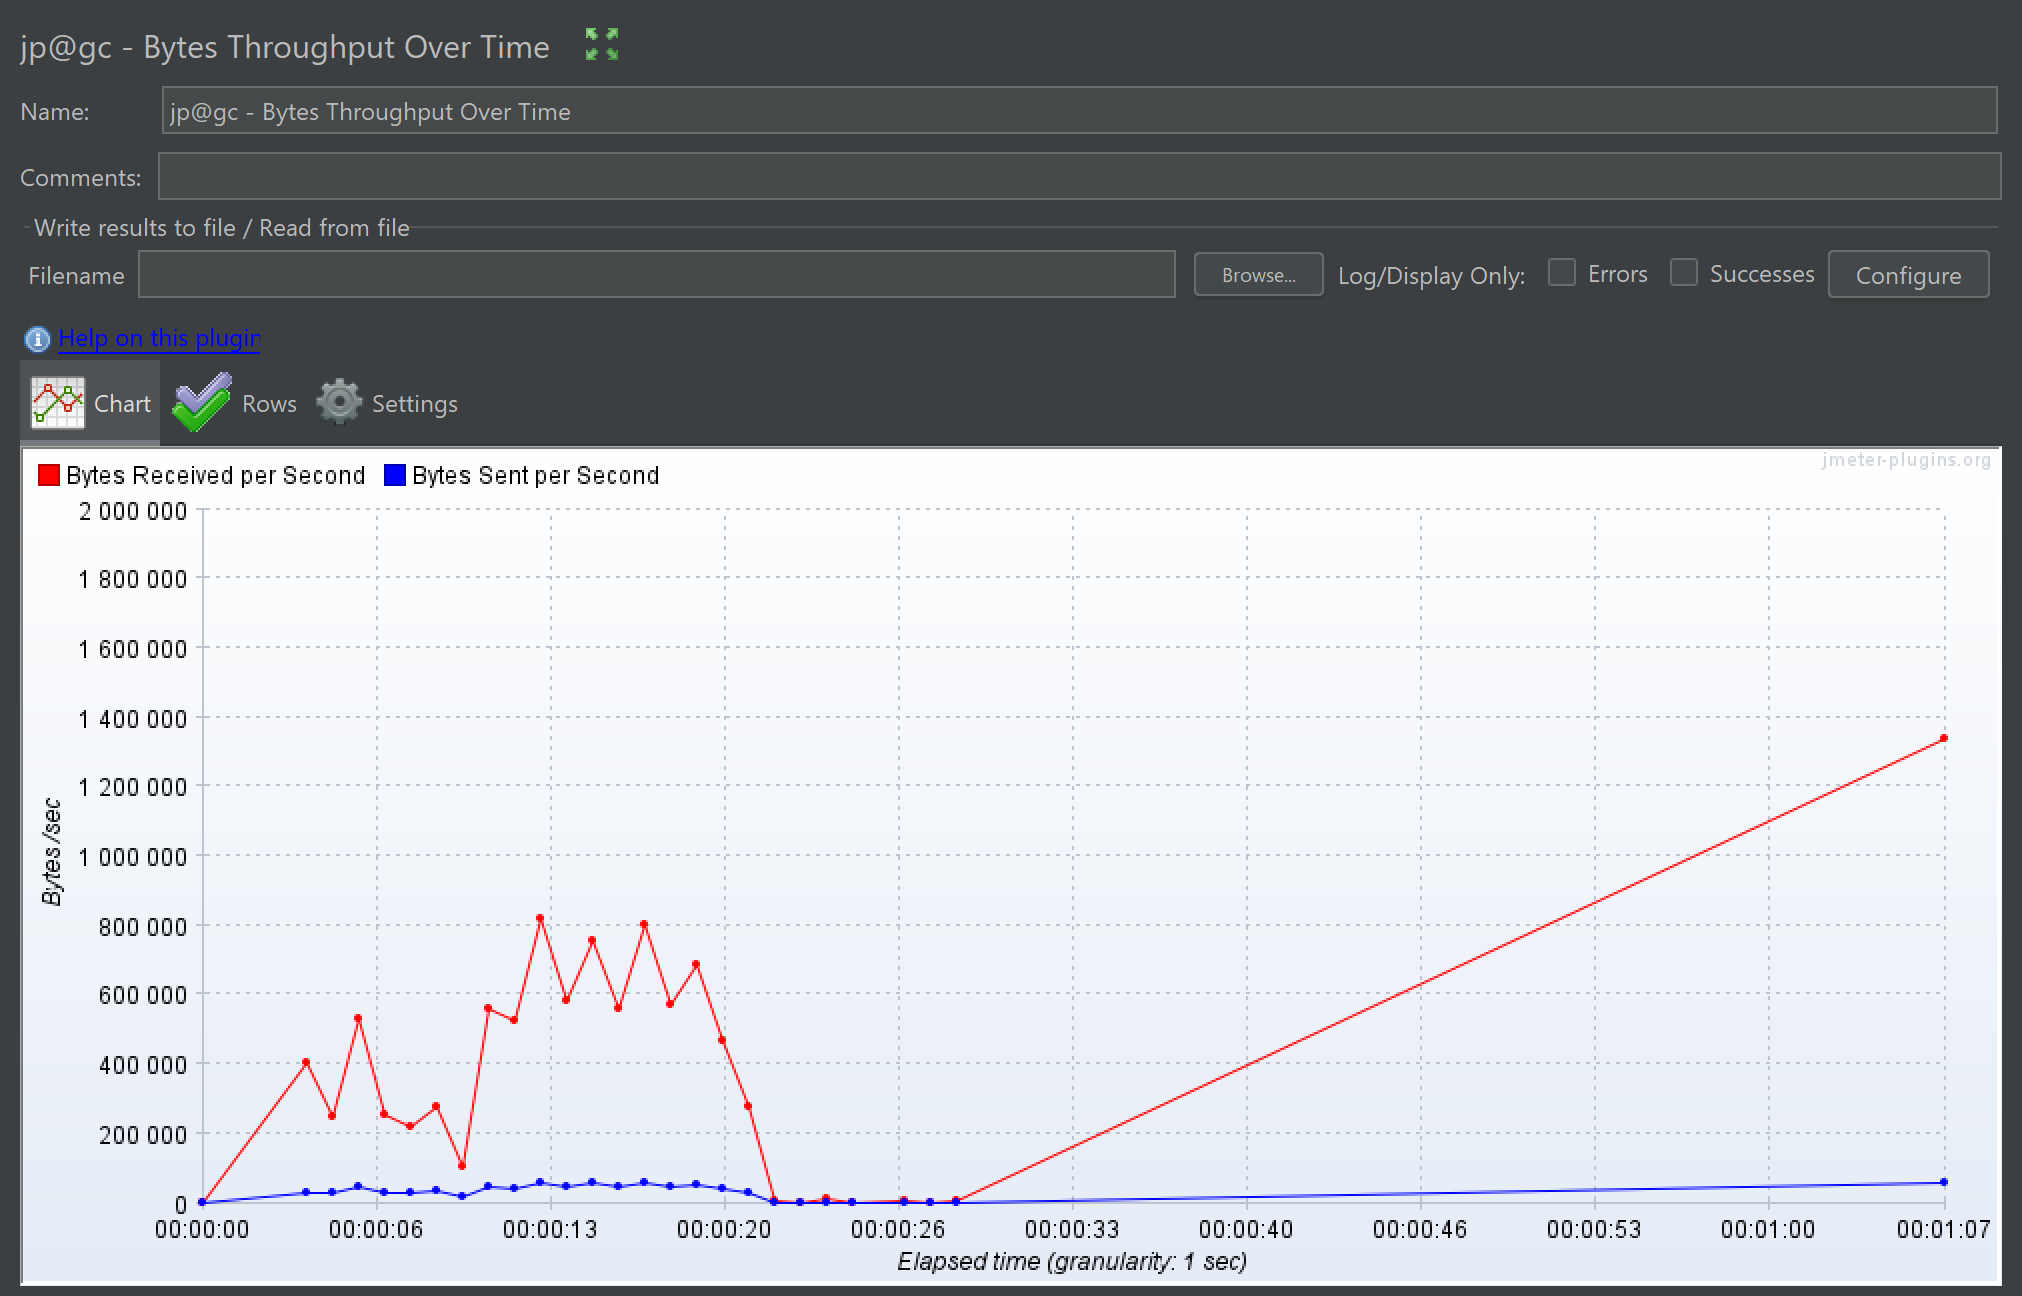 jp@gc - Bytes Throughput Over Time
Name: jp@gc - Bytes Throughput Over Time
Comments:
Write results to file / Read from file
Filename Browse... Log/Display Only: Errors Successes Configure
Help on this plugin
Chart Rows Settings
Bytes Received per Second Bytes Sent per Second jmeter-plugins.org
2 000 000
1 800 000
1 600 000
1 400 000
1 200 000
1 000 000
800 000
600 000
400 000
200 000
0
Bytes /sec
00:00:00 00:00:06 00:00:13 00:00:20 00:00:26 00:00:33 00:00:40 00:00:46 00:00:53 00:01:00 00:01:07
Elapsed time (granularity: 1 sec)